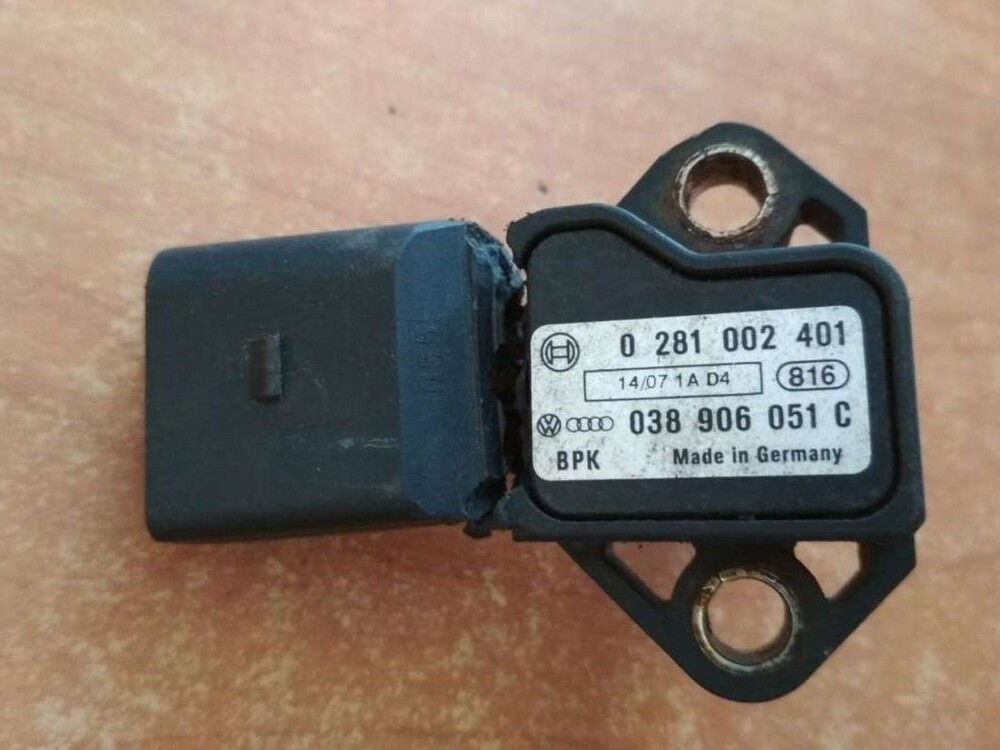 0 281 002 401
14/07 1A D4 816
038 906 051 C
BPK Made in Germany